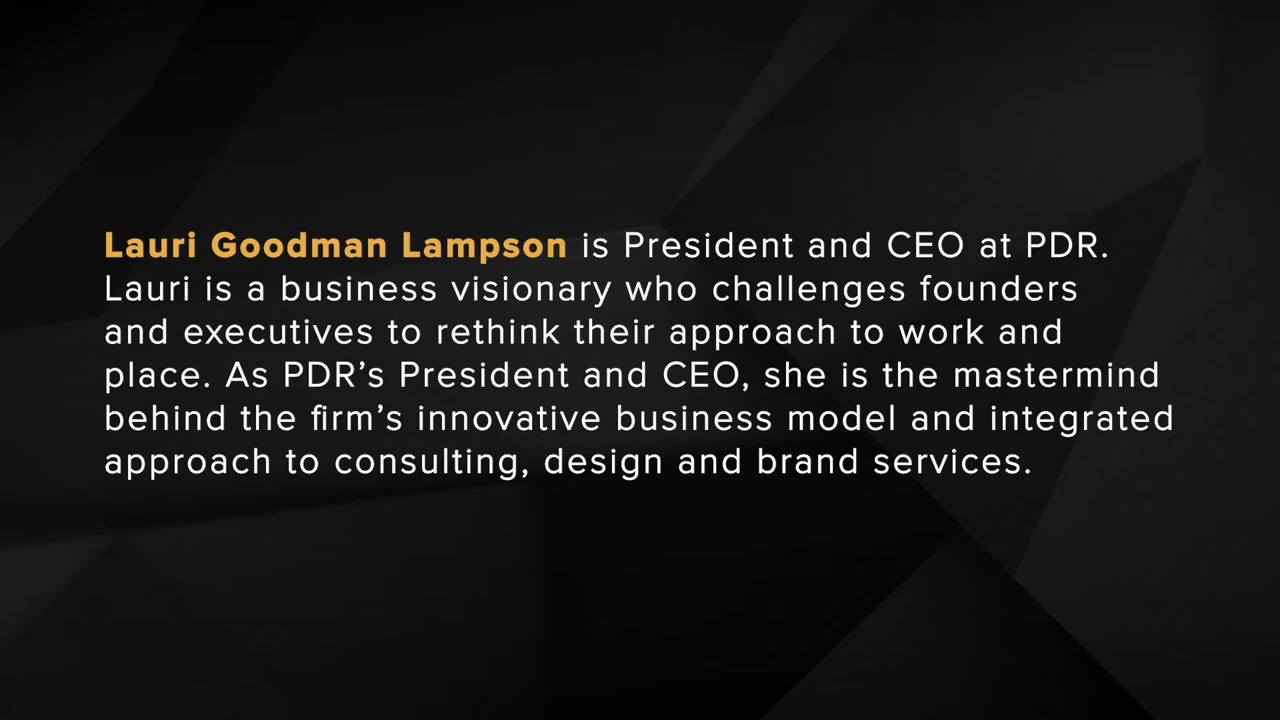 Lauri Goodman Lampson is President and CEO at PDR.
Lauri is a business visionary who challenges founders
and executives to rethink their approach to work and
place. As PDR’s President and CEO, she is the mastermind
behind the firm’s innovative business model and integrated
approach to consulting, design and brand services.